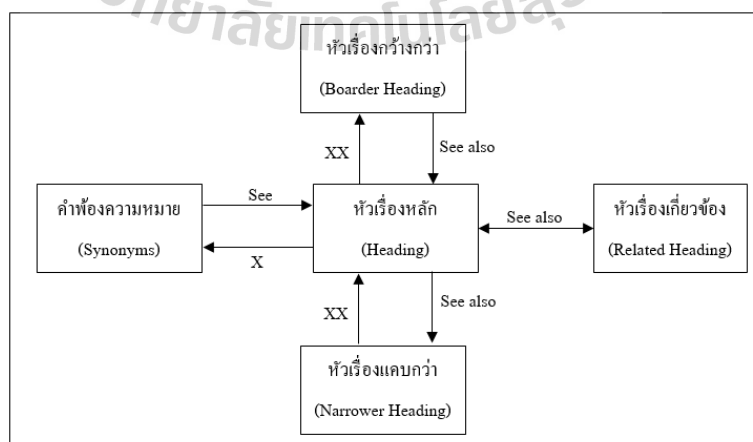 หัวเรื่องกว้างกว่า
(Boarder Heading)
XX
See also
คำพ้องความหมาย
(Synonyms)
See
X
หัวเรื่องหลัก
(Heading)
See also
หัวเรื่องเกี่ยวข้อง
(Related Heading)
XX
See also
หัวเรื่องแคบกว่า
(Narrower Heading)